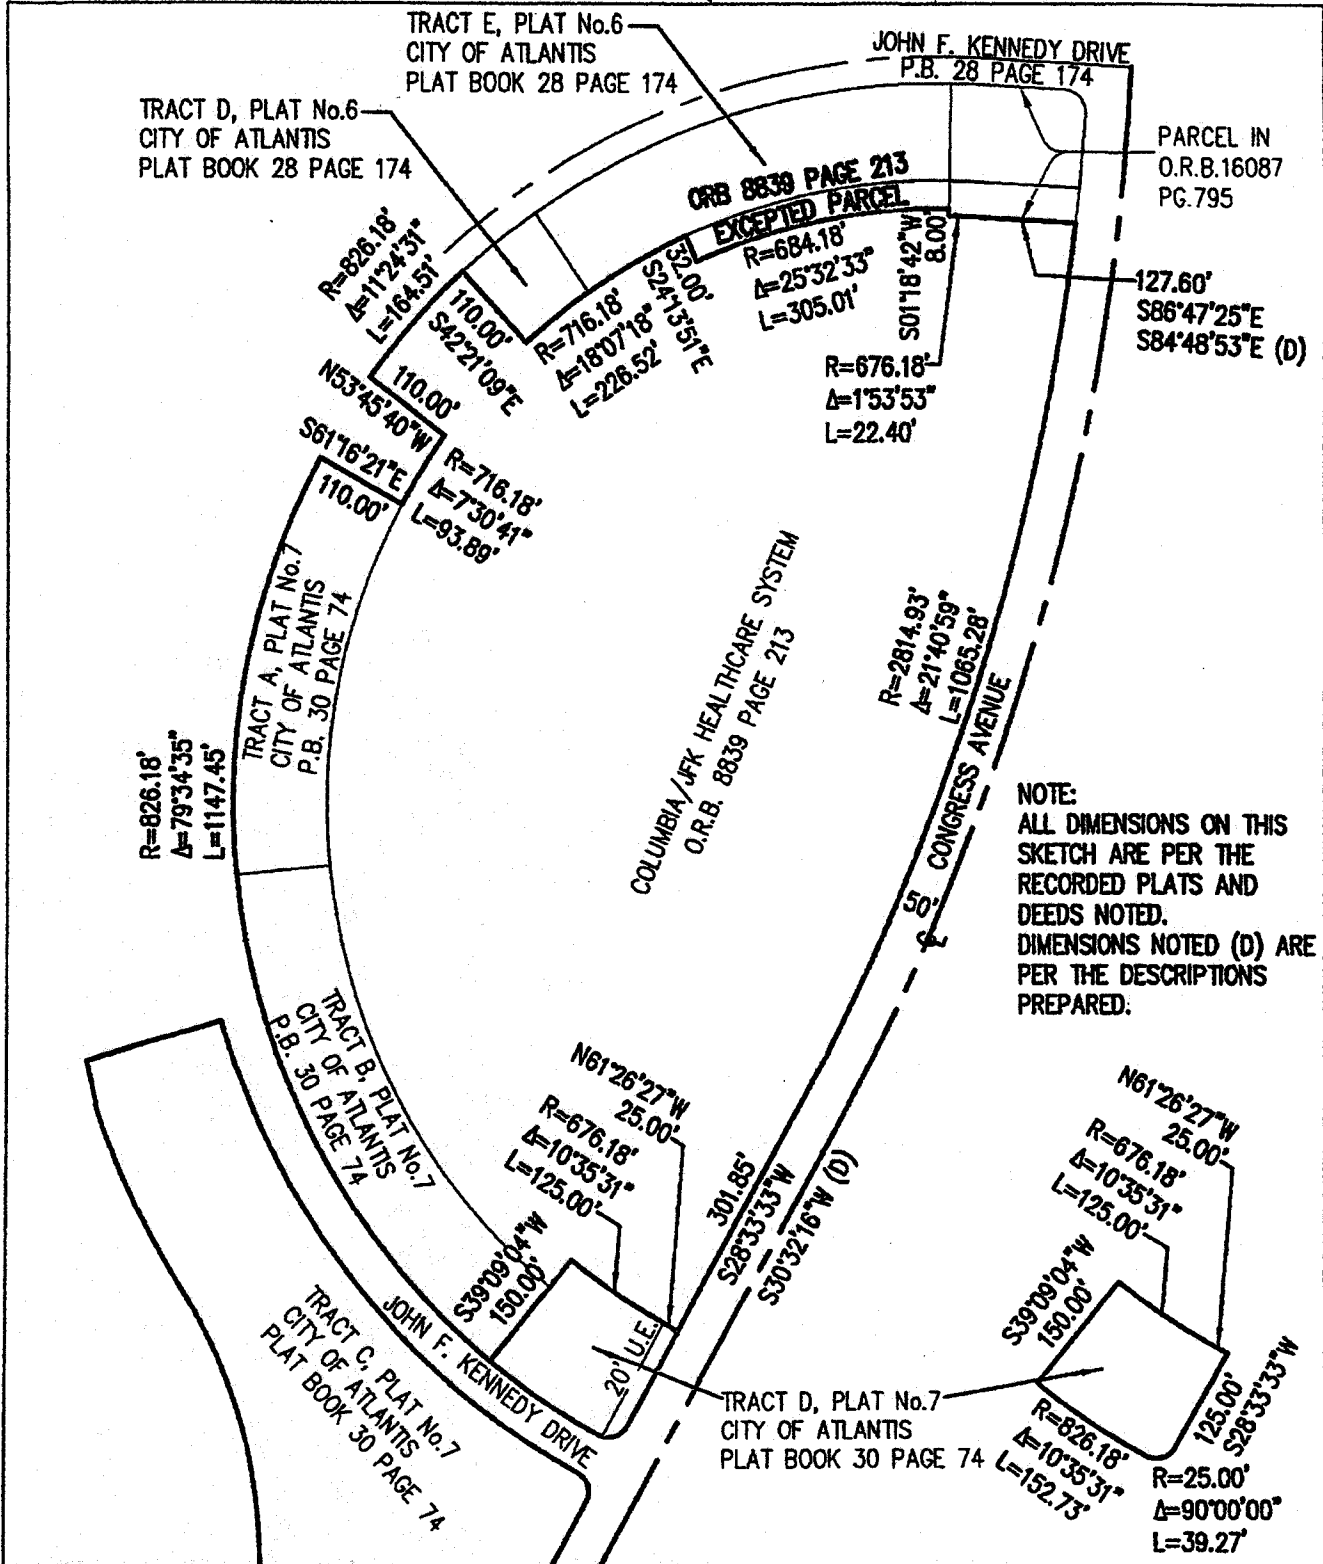 TRACT E, PLAT No.6
CITY OF ATLANTIS
PLAT BOOK 28 PAGE 174
JOHN F. KENNEDY DRIVE
P.B. 28 PAGE 174
TRACT D, PLAT No.6
CITY OF ATLANTIS
PLAT BOOK 28 PAGE 174
PARCEL IN
O.R.B.16087
PG.795
ORB 8839 PAGE 213
EXCEPTED PARCEL
R=684.18'
Δ=25°32'33"
L=305.01'
S01°18'42"W
8.00'
127.60'
S86°47'25"E
S84°48'53"E (D)
R=676.18'
Δ=1°53'53"
L=22.40'
32.00'
S24°13'51"E
R=716.18'
Δ=18°07'18"
L=226.52'
110.00'
S42°21'09"E
R=826.18'
Δ=11°24'31"
L=164.51'
110.00'
N53°45'40"W
S61°16'21"E
110.00'
R=716.18'
Δ=7°30'41"
L=93.89'
TRACT A, PLAT No.7
CITY OF ATLANTIS
P.B. 30 PAGE 74
R=826.18'
Δ=79°34'35"
L=1147.45'
COLUMBIA/JFK HEALTHCARE SYSTEM
O.R.B. 8839 PAGE 213
R=2814.93'
Δ=21°40'59"
L=1065.28'
CONGRESS AVENUE
50'
NOTE:
ALL DIMENSIONS ON THIS
SKETCH ARE PER THE
RECORDED PLATS AND
DEEDS NOTED.
DIMENSIONS NOTED (D) ARE
PER THE DESCRIPTIONS
PREPARED.
TRACT B, PLAT No.7
CITY OF ATLANTIS
P.B. 30 PAGE 74
N61°26'27"W
25.00'
R=676.18'
Δ=10°35'31"
L=125.00'
S39°09'04"W
150.00'
301.85'
S28°33'33"W
S30°32'16"W (D)
20' U.E.
JOHN F. KENNEDY DRIVE
TRACT C, PLAT No.7
CITY OF ATLANTIS
PLAT BOOK 30 PAGE 74
TRACT D, PLAT No.7
CITY OF ATLANTIS
PLAT BOOK 30 PAGE 74
N61°26'27"W
25.00'
R=676.18'
Δ=10°35'31"
L=125.00'
S39°09'04"W
150.00'
125.00'
S28°33'33"W
R=826.18'
Δ=10°35'31"
L=152.73'
R=25.00'
Δ=90°00'00"
L=39.27'